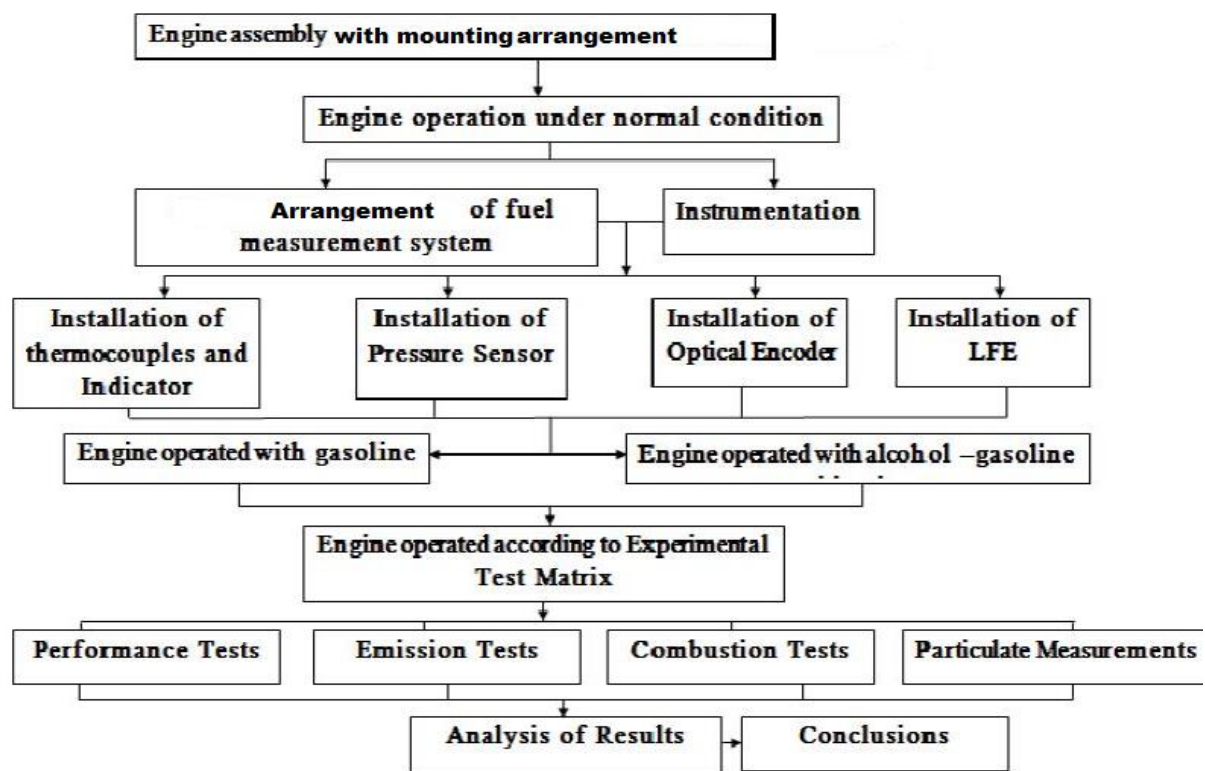 Engine assembly with mounting arrangement
Engine operation under normal condition
Arrangement of fuel
measurement system
Instrumentation
Installation of
thermocouples and
Indicator
Installation of
Pressure Sensor
Installation of
Optical Encoder
Installation of
LFE
Engine operated with gasoline
Engine operated with alcohol –gasoline
Engine operated according to Experimental
Test Matrix
Performance Tests
Emission Tests
Combustion Tests
Particulate Measurements
Analysis of Results
Conclusions